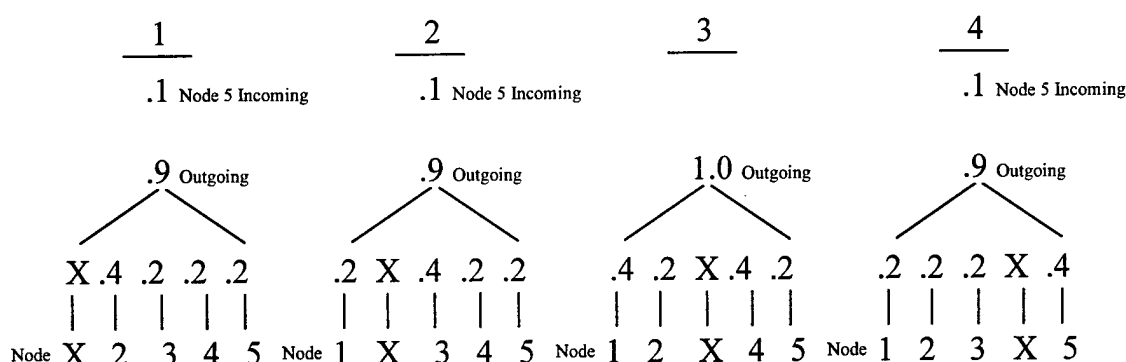 1 2 3 4
.1 Node 5 Incoming .1 Node 5 Incoming .1 Node 5 Incoming
.9 Outgoing .9 Outgoing 1.0 Outgoing .9 Outgoing
X .4 .2 .2 .2 .2 X .4 .2 .2 .4 .2 X .4 .2 .2 .2 .2 X .4
Node X 2 3 4 5 Node 1 X 3 4 5 Node 1 2 X 4 5 Node 1 2 3 X 5